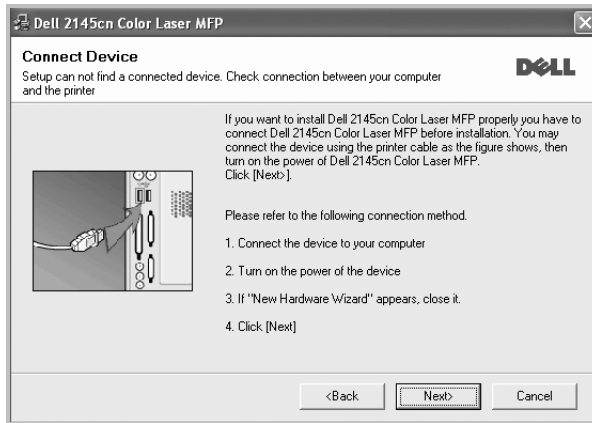 Dell 2145cn Color Laser MFP
Connect Device
Setup can not find a connected device. Check connection between your computer
and the printer
DELL
If you want to install Dell 2145cn Color Laser MFP properly you have to
connect Dell 2145cn Color Laser MFP before installation. You may
connect the device using the printer cable as the figure shows, then
turn on the power of Dell 2145cn Color Laser MFP.
Click [Next>].
Please refer to the following connection method.
1. Connect the device to your computer
2. Turn on the power of the device
3. If "New Hardware Wizard" appears, close it.
4. Click [Next]
<Back
Next>
Cancel